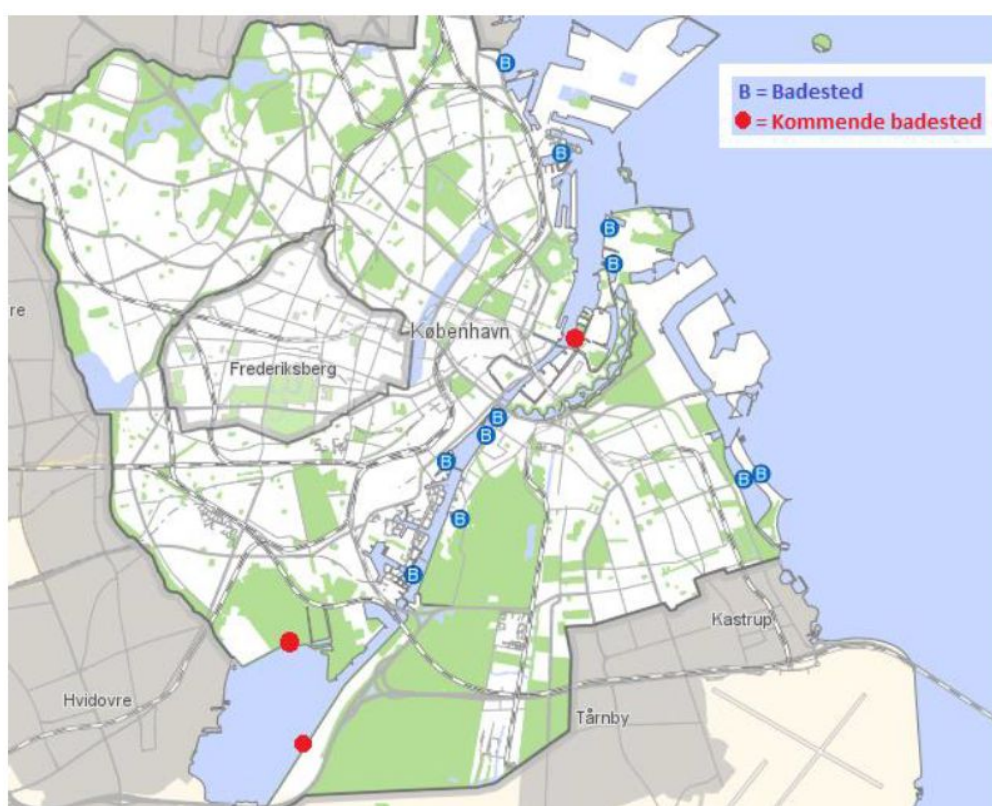 B
B = Badested
= Kommende badested
B
B
B
re
København
Frederiksberg
B
B
B
B B
B
B
Kastrup
Hvidovre
Tårnby